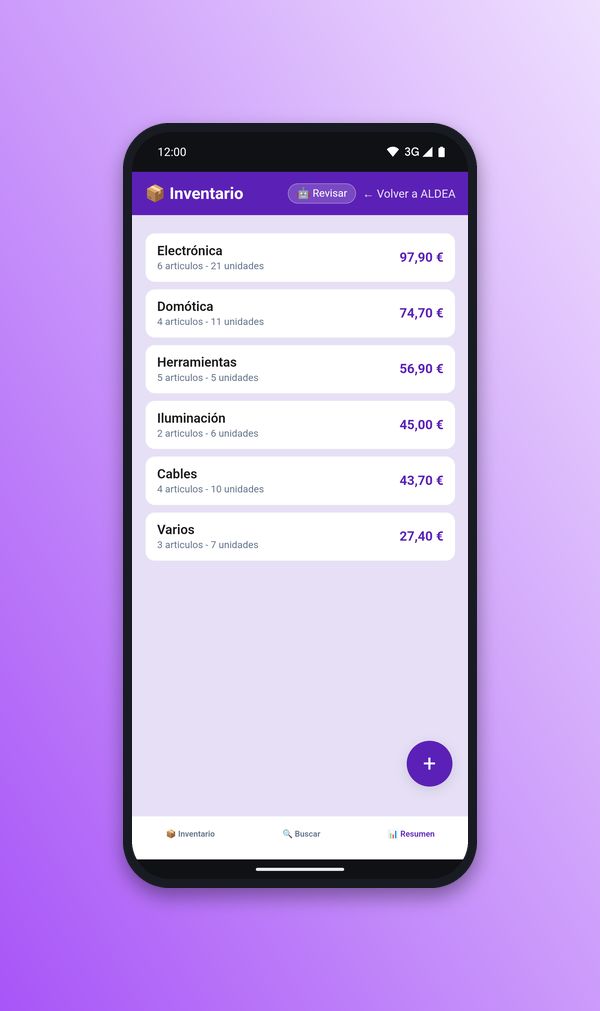 12:00 3G
📦 Inventario 🤖 Revisar ← Volver a ALDEA
Electrónica
6 articulos - 21 unidades
97,90 €
Domótica
4 articulos - 11 unidades
74,70 €
Herramientas
5 articulos - 5 unidades
56,90 €
Iluminación
2 articulos - 6 unidades
45,00 €
Cables
4 articulos - 10 unidades
43,70 €
Varios
3 articulos - 7 unidades
27,40 €
+
📦 Inventario 🔍 Buscar 📊 Resumen